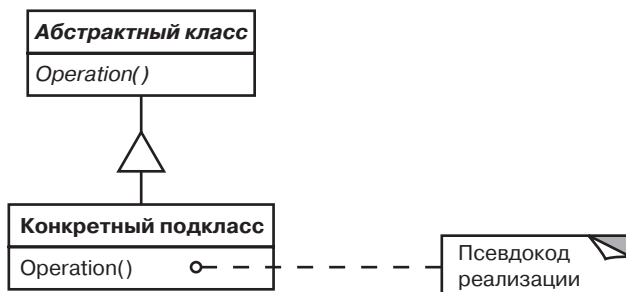 Абстрактный класс
Operation()
Конкретный подкласс
Operation()
Псевдокод
реализации